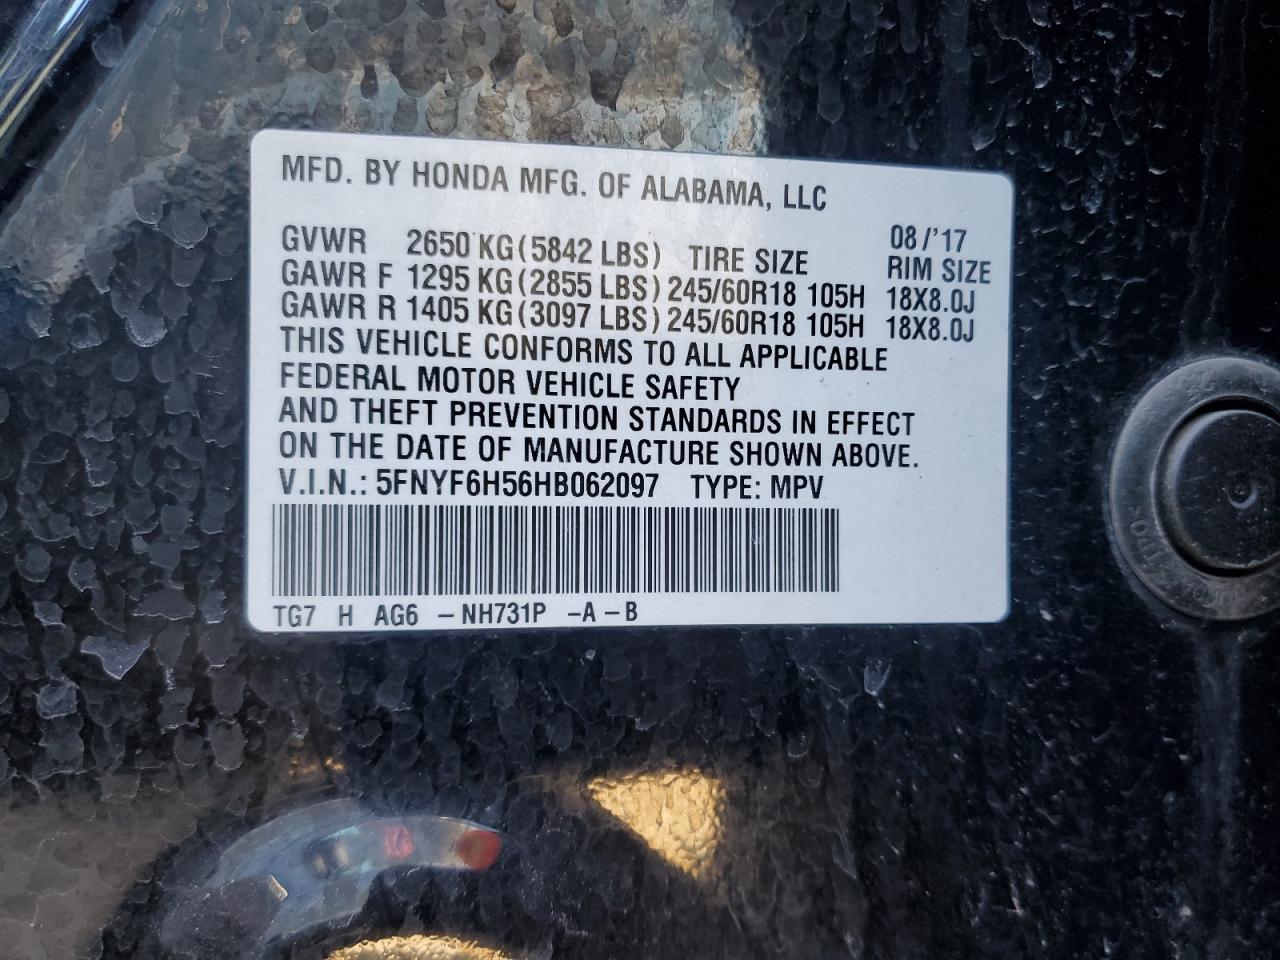 MFD. BY HONDA MFG. OF ALABAMA, LLC
08/'17
GVWR 2650 KG(5842 LBS) TIRE SIZE RIM SIZE
GAWR F 1295 KG(2855 LBS) 245/60R18 105H 18X8.0J
GAWR R 1405 KG(3097 LBS) 245/60R18 105H 18X8.0J
THIS VEHICLE CONFORMS TO ALL APPLICABLE
FEDERAL MOTOR VEHICLE SAFETY
AND THEFT PREVENTION STANDARDS IN EFFECT
ON THE DATE OF MANUFACTURE SHOWN ABOVE.
V.I.N.: 5FNYF6H56HB062097 TYPE: MPV
TG7 H AG6 -NH731P -A-B